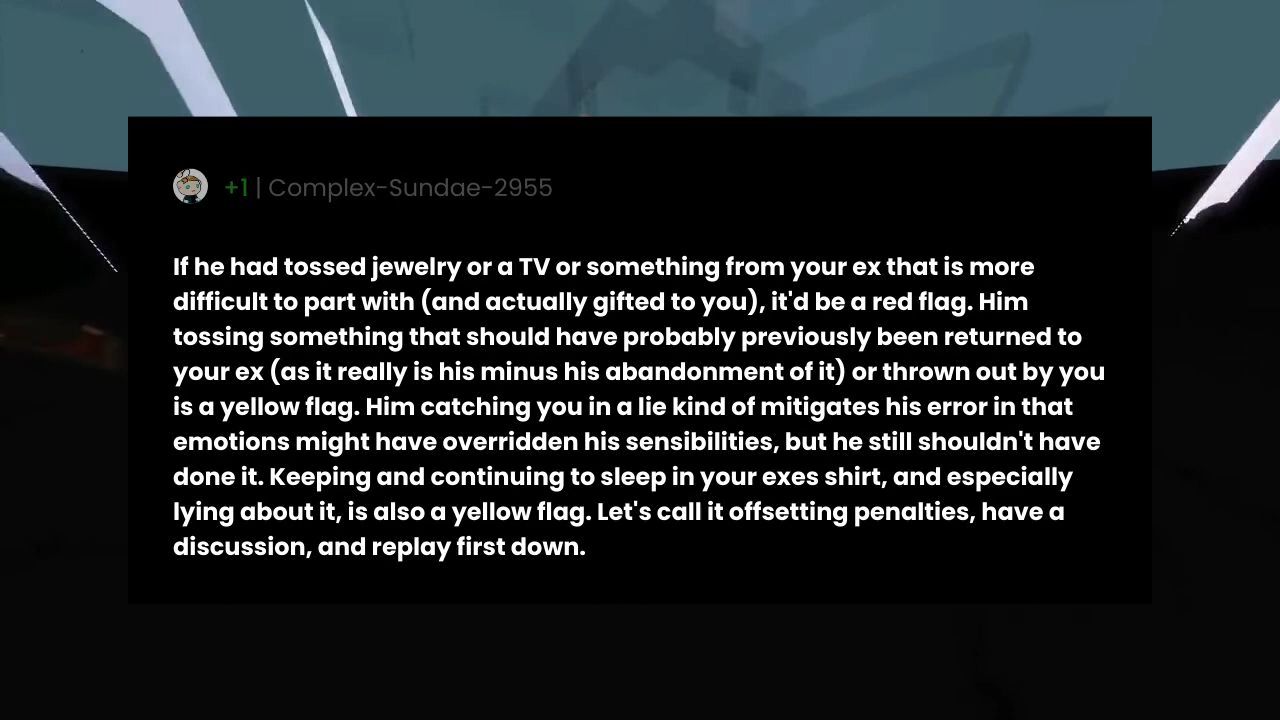 +1 | Complex-Sundae-2955
If he had tossed jewelry or a TV or something from your ex that is more
difficult to part with (and actually gifted to you), it'd be a red flag. Him
tossing something that should have probably previously been returned to
your ex (as it really is his minus his abandonment of it) or thrown out by you
is a yellow flag. Him catching you in a lie kind of mitigates his error in that
emotions might have overridden his sensibilities, but he still shouldn't have
done it. Keeping and continuing to sleep in your exes shirt, and especially
lying about it, is also a yellow flag. Let's call it offsetting penalties, have a
discussion, and replay first down.